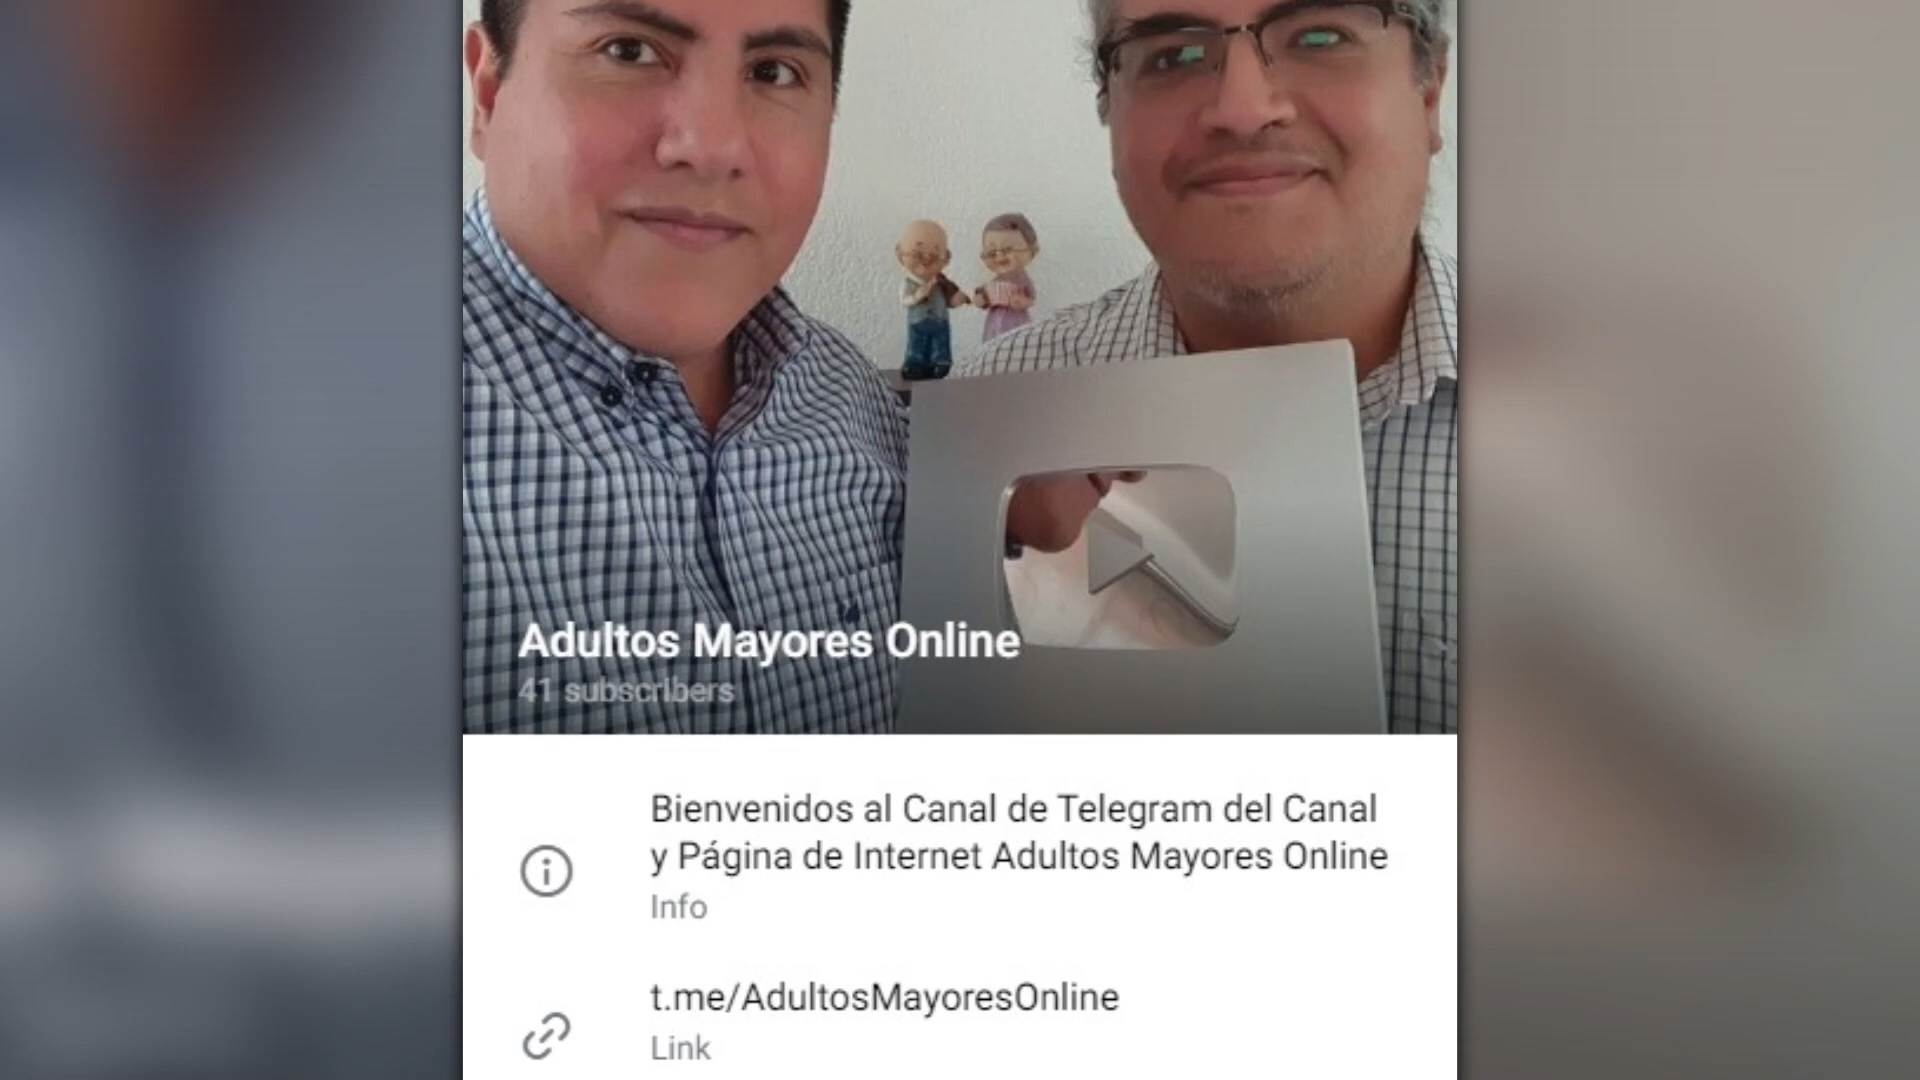 Adultos Mayores Online
41 subscribers
Bienvenidos al Canal de Telegram del Canal
y Página de Internet Adultos Mayores Online
Info
t.me/AdultosMayoresOnline
Link